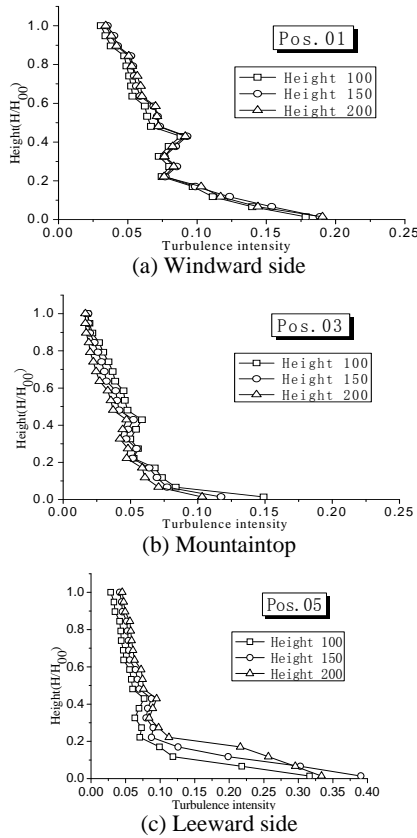 Pos.01
Height 100
Height 150
Height 200
Height(H/H00)
1.0
0.8
0.6
0.4
0.2
0.0
0.00 0.05 0.10 0.15 0.20 0.25
Turbulence intensity
(a) Windward side
Pos.03
Height 100
Height 150
Height 200
Height(H/H00)
1.0
0.8
0.6
0.4
0.2
0.0
0.00 0.05 0.10 0.15 0.20 0.25
Turbulence intensity
(b) Mountaintop
Pos.05
Height 100
Height 150
Height 200
Height(H/H00)
1.0
0.8
0.6
0.4
0.2
0.0
0.00 0.05 0.10 0.15 0.20 0.25 0.30 0.35 0.40
Turbulence intensity
(c) Leeward side